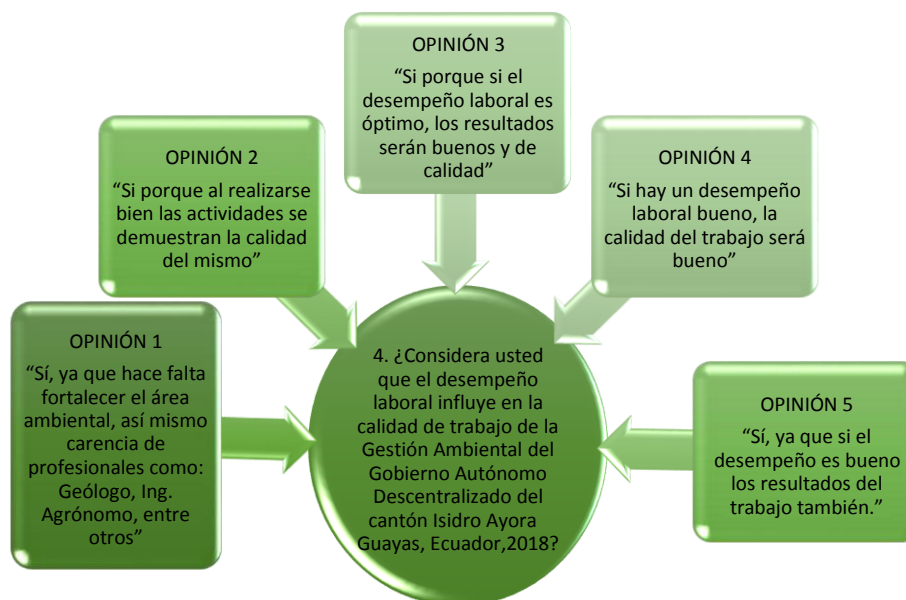 OPINIÓN 1
“Sí, ya que hace falta
fortalecer el área
ambiental, así mismo
carencia de
profesionales como:
Geólogo, Ing.
Agrónomo, entre
otros”
OPINIÓN 2
“Si porque al realizarse
bien las actividades se
demuestran la calidad
del mismo”
OPINIÓN 3
“Si porque si el
desempeño laboral es
óptimo, los resultados
serán buenos y de
calidad”
OPINIÓN 4
“Si hay un desempeño
laboral bueno, la
calidad del trabajo será
bueno”
OPINIÓN 5
“Sí, ya que si el
desempeño es bueno
los resultados del
trabajo también.”
4. ¿Considera usted
que el desempeño
laboral influye en la
calidad de trabajo de la
Gestión Ambiental del
Gobierno Autónomo
Descentralizado del
cantón Isidro Ayora
Guayas, Ecuador,2018?